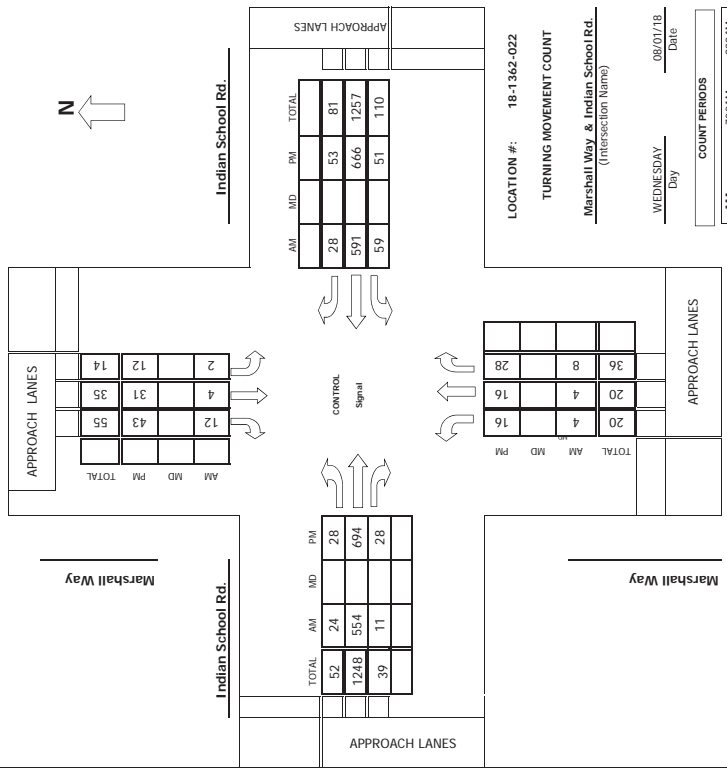 N
APPROACH LANES
Indian School Rd.
AM MD PM TOTAL
28 53 81
591 666 1257
59 51 110
LOCATION #: 18-1362-022
TURNING MOVEMENT COUNT
Marshall Way & Indian School Rd.
(Intersection Name)
WEDNESDAY 08/01/18
Day Date
COUNT PERIODS
APPROACH LANES
TOTAL 55 35 14
PM 43 31 12
MD
AM 12 4 2
CONTROL
Signal
PM 16 16 28
MD
AM 4 4 8
MD
TOTAL 20 20 36
APPROACH LANES
Marshall Way
Marshall Way
Indian School Rd.
TOTAL AM MD PM
52 24 28
1248 554 694
39 11 28
APPROACH LANES